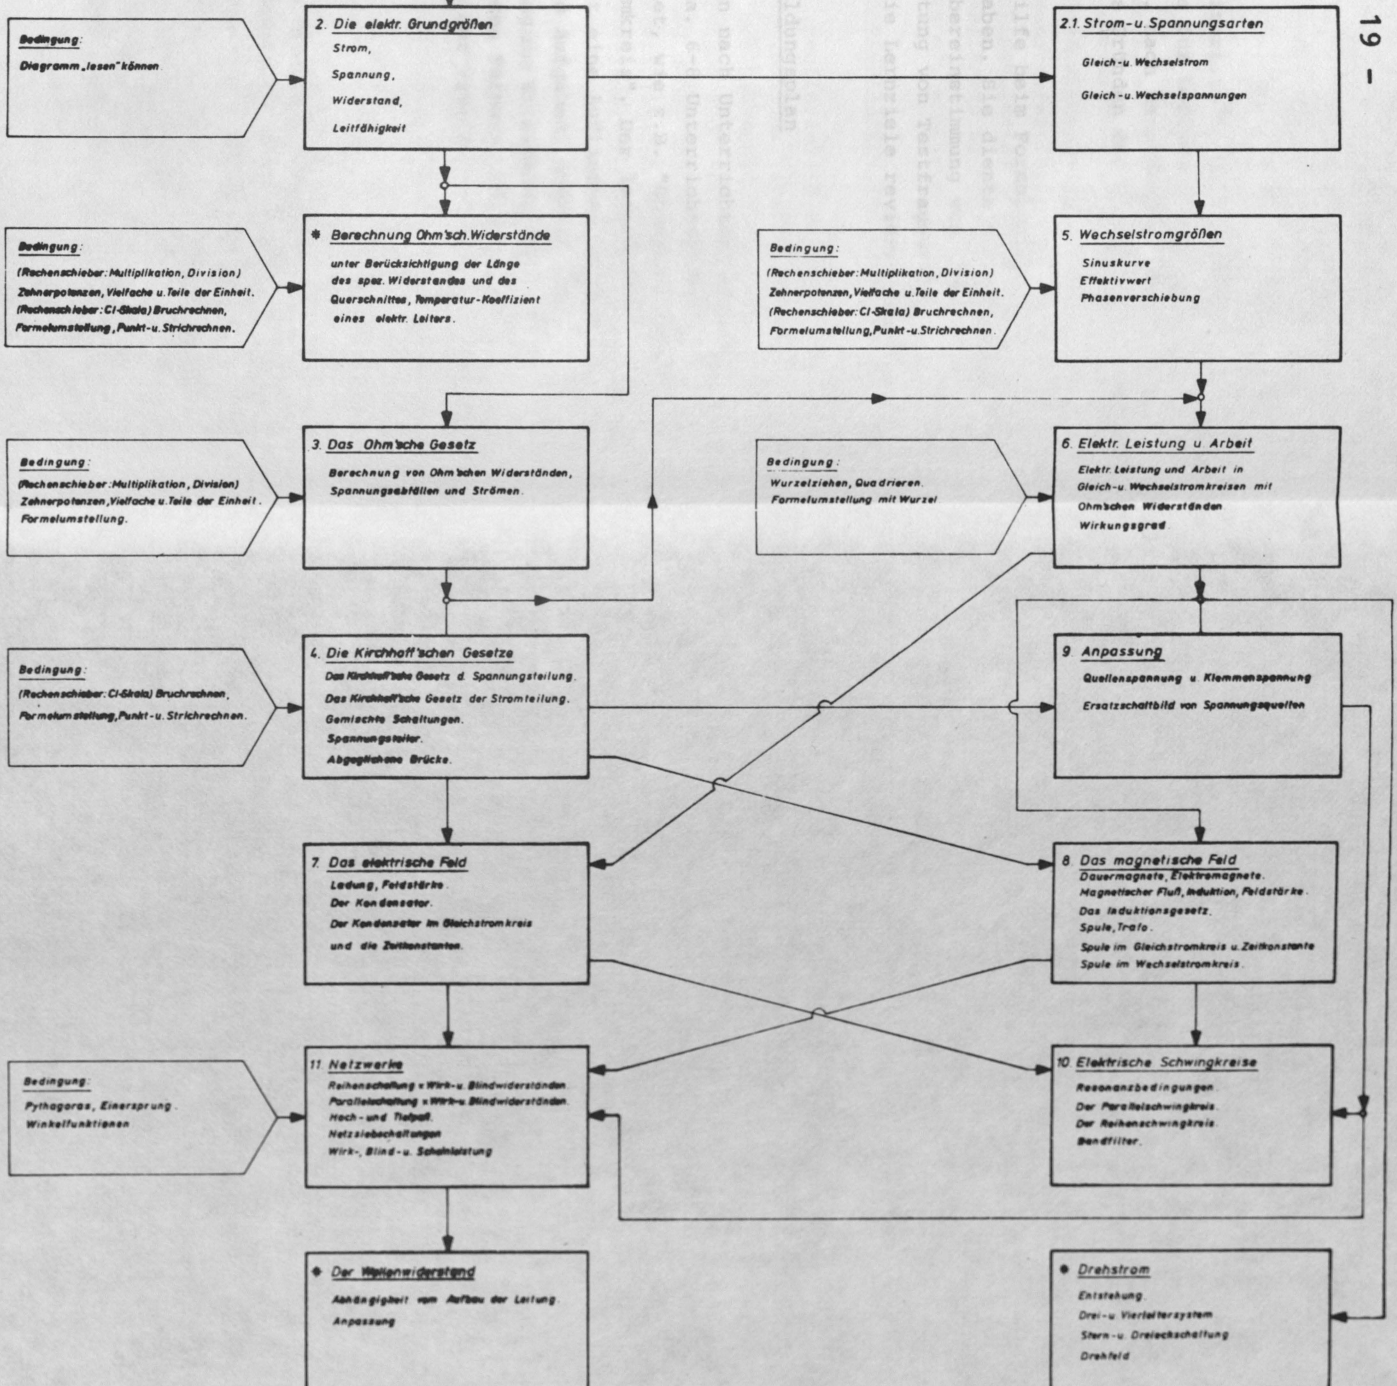 19 -
Bedingung:
Diagramm „lesen" können.
2. Die elektr. Grundgrößen
Strom,
Spannung,
Widerstand,
Leitfähigkeit
2.1. Strom- u. Spannungsarten
Gleich- u. Wechselstrom
Gleich- u. Wechselspannungen
Bedingung:
(Rechenschieber: Multiplikation, Division)
Zehnerpotenzen, Vielfache u. Teile der Einheit.
(Rechenschieber: CI-Skala) Bruchrechnen,
Formelumstellung, Punkt- u. Strichrechnen.
* Berechnung Ohm'sch. Widerstände
unter Berücksichtigung der Länge
des spez. Widerstandes und des
Querschnittes, Temperatur-Koeffizient
eines elektr. Leiters.
Bedingung:
(Rechenschieber: Multiplikation, Division)
Zehnerpotenzen, Vielfache u. Teile der Einheit.
(Rechenschieber: CI-Skala) Bruchrechnen,
Formelumstellung, Punkt- u. Strichrechnen.
5. Wechselstromgrößen
Sinuskurve
Effektivwert
Phasenverschiebung
Bedingung:
(Rechenschieber: Multiplikation, Division)
Zehnerpotenzen, Vielfache u. Teile der Einheit.
Formelumstellung.
3. Das Ohm'sche Gesetz
Berechnung von Ohm'schen Widerständen,
Spannungsabfällen und Strömen.
Bedingung:
Wurzelziehen, Quadrieren.
Formelumstellung mit Wurzel
6. Elektr. Leistung u Arbeit
Elektr. Leistung und Arbeit in
Gleich- u. Wechselstromkreisen mit
Ohm'schen Widerständen
Wirkungsgrad
Bedingung:
(Rechenschieber: CI-Skala) Bruchrechnen,
Formelumstellung, Punkt- u. Strichrechnen.
4. Die Kirchhoff'schen Gesetze
Das Kirchhoff'sche Gesetz d. Spannungsteilung.
Das Kirchhoff'sche Gesetz der Stromteilung.
Gemischte Schaltungen.
Spannungsteiler.
Abgeglichene Brücke.
9. Anpassung
Quellenspannung u. Klemmenspannung
Ersatzschaltbild von Spannungsquellen
7. Das elektrische Feld
Ladung, Feldstärke.
Der Kondensator.
Der Kondensator im Gleichstromkreis
und die Zeitkonstanten.
8. Das magnetische Feld
Dauermagnete, Elektromagnete.
Magnetischer Fluß, Induktion, Feldstärke.
Das Induktionsgesetz.
Spule, Trafo.
Spule im Gleichstromkreis u. Zeitkonstante
Spule im Wechselstromkreis.
Bedingung:
Pythagoras, Einersprung.
Winkelfunktionen
11. Netzwerke
Reihenschaltung v. Wirk- u. Blindwiderständen.
Parallelschaltung v. Wirk- u. Blindwiderständen.
Hoch- und Tiefpaß.
Netzsiebschaltungen
Wirk-, Blind- u. Scheinleistung
10. Elektrische Schwingkreise
Resonanzbedingungen.
Der Parallelschwingkreis.
Der Reihenschwingkreis.
Bandfilter.
* Der Wellenwiderstand
Abhängigkeit vom Aufbau der Leitung.
Anpassung
* Drehstrom
Entstehung.
Drei- u. Vierleitersystem
Stern- u. Dreieckschaltung
Drehfeld